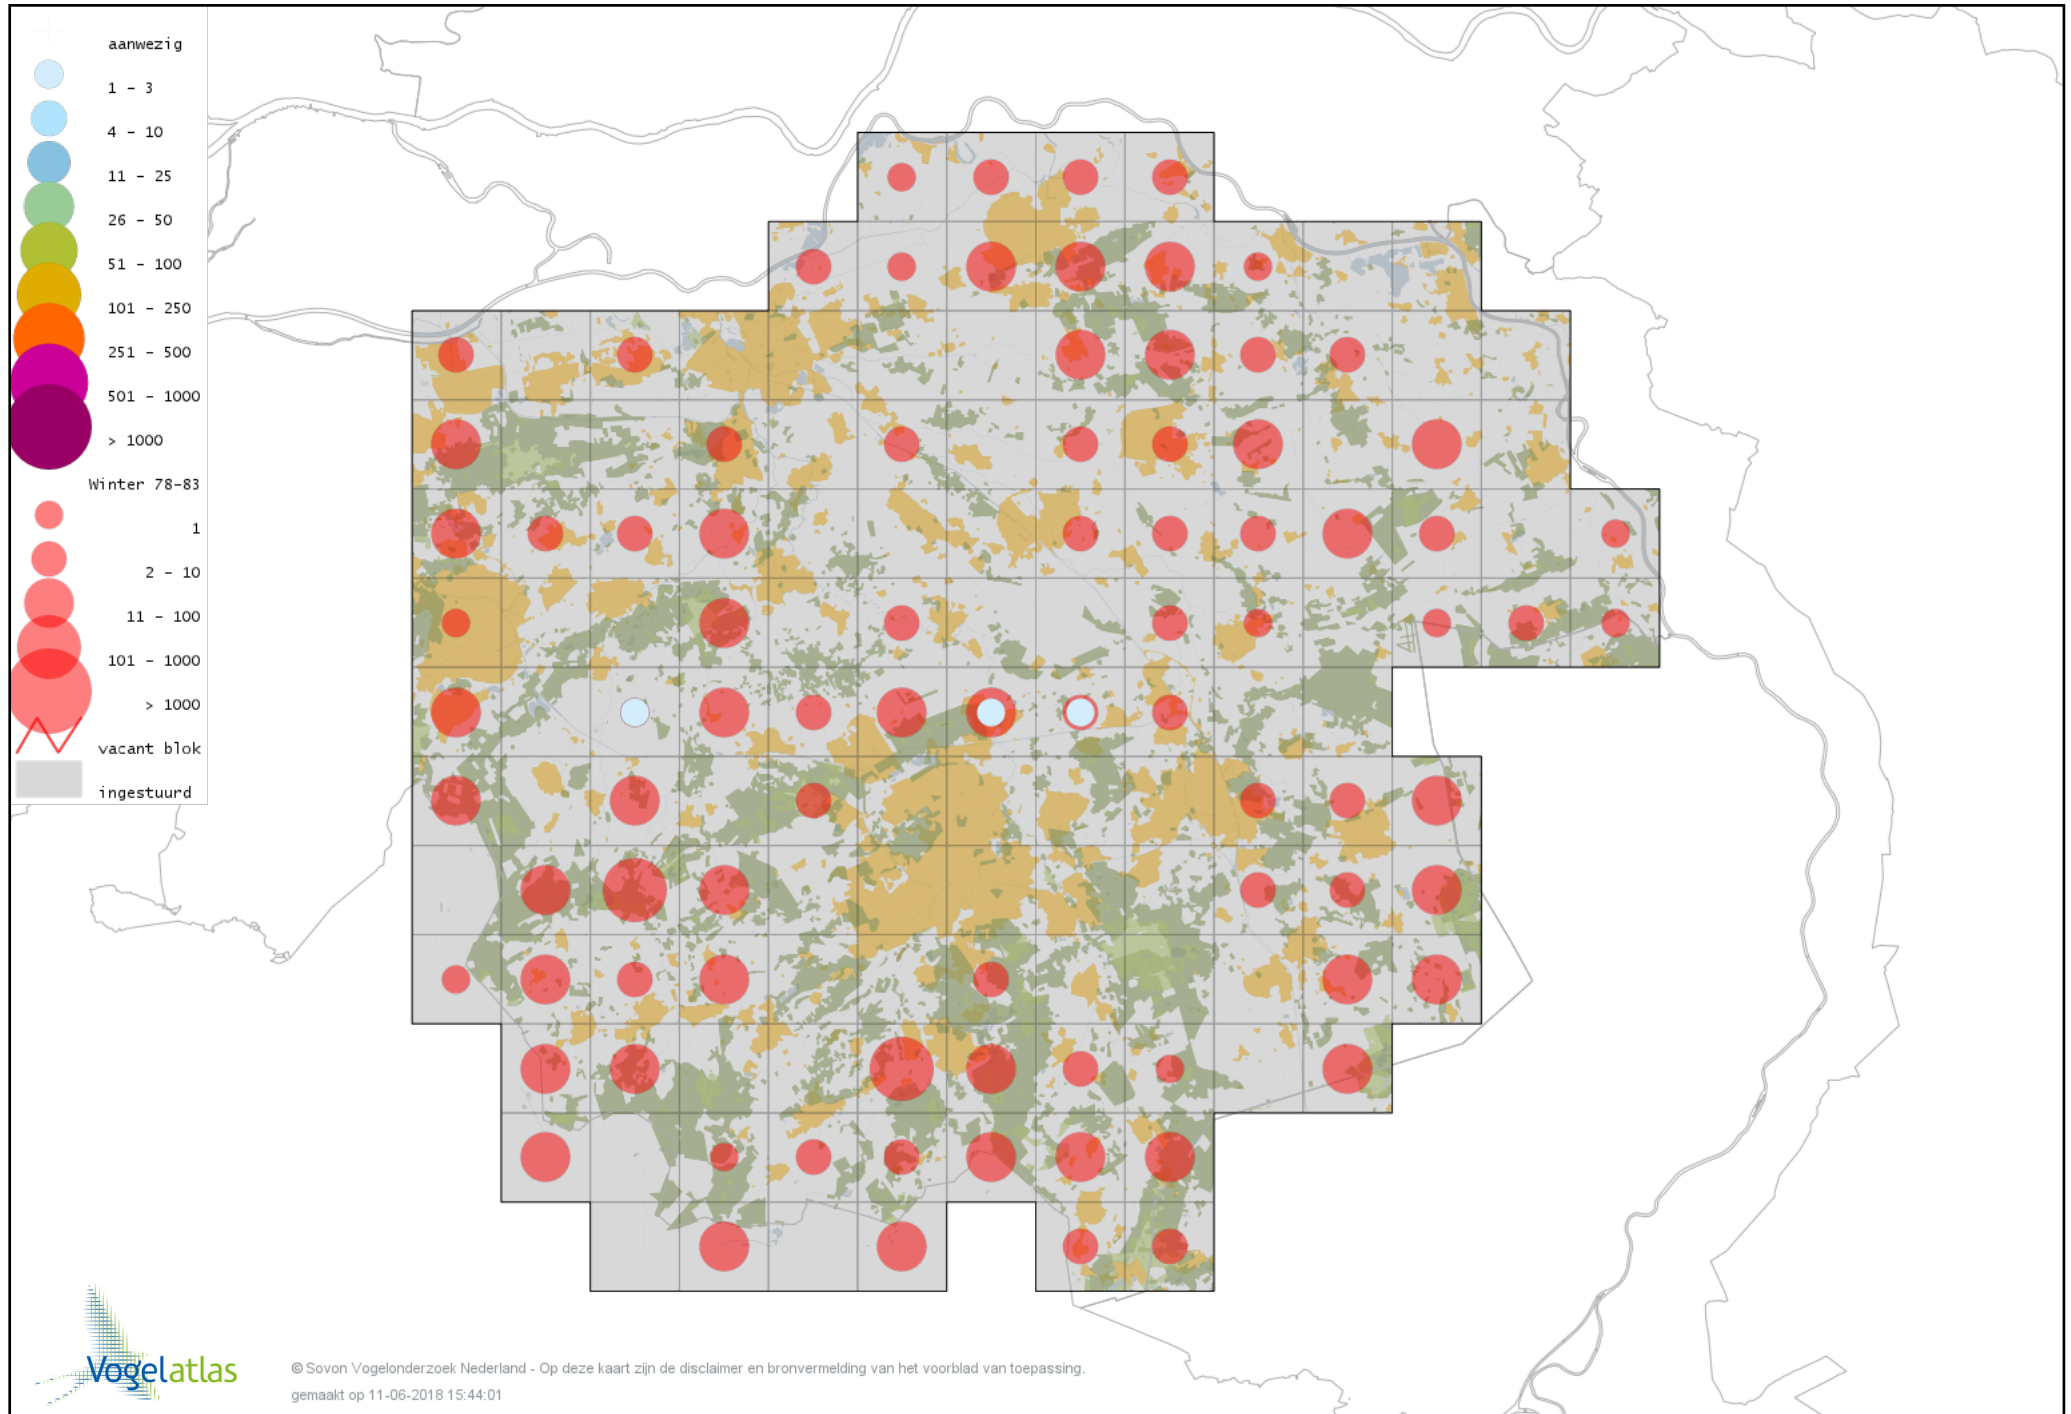 aanwezig
1 - 3
4 - 10
11 - 25
26 - 50
51 - 100
101 - 250
251 - 500
501 - 1000
> 1000
Winter 78-83
1
2 - 10
11 - 100
101 - 1000
> 1000
vacant blok
ingestuurd
Vogelatlas
© Sovon Vogelonderzoek Nederland - Op deze kaart zijn de disclaimer en bronvermelding van het voorblad van toepassing.
gemaakt op 11-06-2018 15:44:01